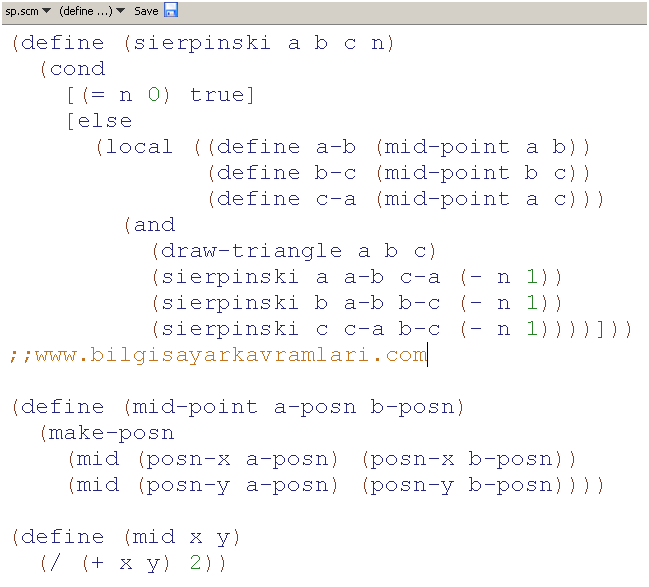 sp.scm (define ...) Save
(define (sierpinski a b c n)
  (cond
    [(= n 0) true]
    [else
      (local ((define a-b (mid-point a b))
              (define b-c (mid-point b c))
              (define c-a (mid-point a c)))
        (and
          (draw-triangle a b c)
          (sierpinski a a-b c-a (- n 1))
          (sierpinski b a-b b-c (- n 1))
          (sierpinski c c-a b-c (- n 1))))]))
;;www.bilgisayarkavramlari.com
(define (mid-point a-posn b-posn)
  (make-posn
    (mid (posn-x a-posn) (posn-x b-posn))
    (mid (posn-y a-posn) (posn-y b-posn))))
(define (mid x y)
  (/ (+ x y) 2))